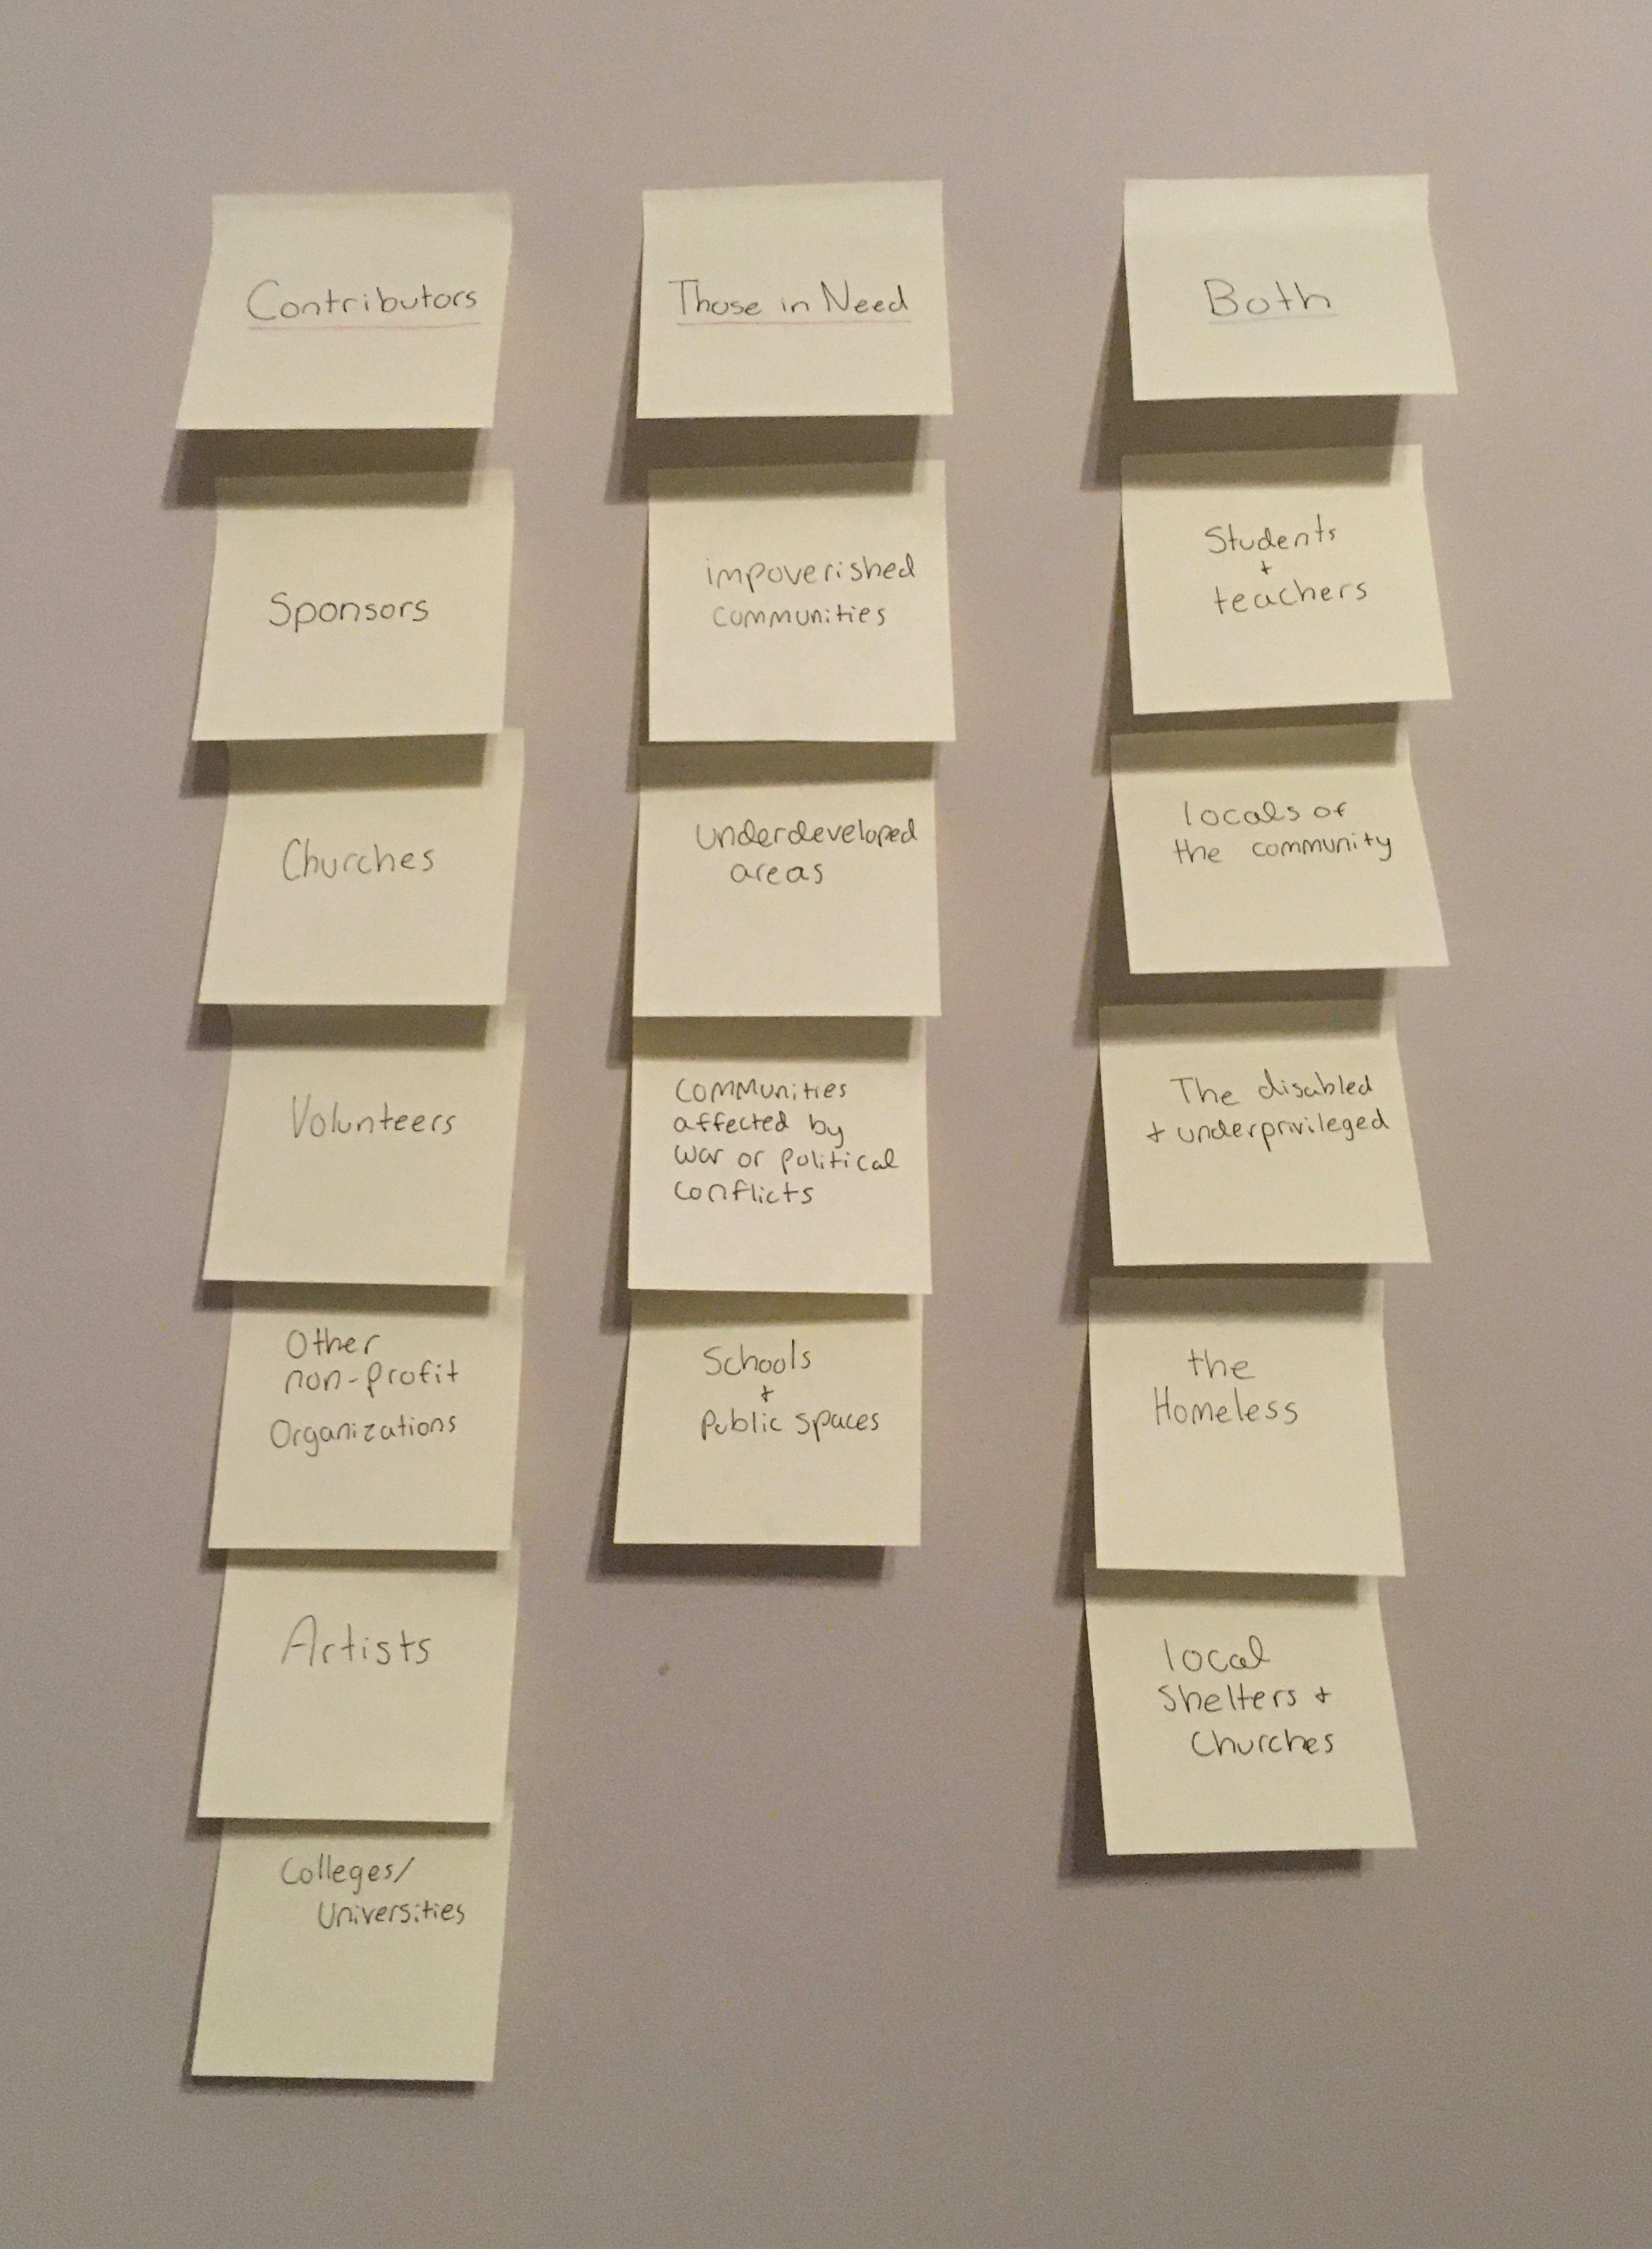 Contributors
Sponsors
Churches
Volunteers
Other
non-profit
Organizations
Artists
Colleges/
Universities
Those in Need
impoverished
communities
Underdeveloped
areas
Communities
affected by
war or political
conflicts
Schools
+
Public spaces
Both
Students
+
teachers
locals of
the community
The disabled
+ underprivileged
the
Homeless
local
Shelters +
Churches